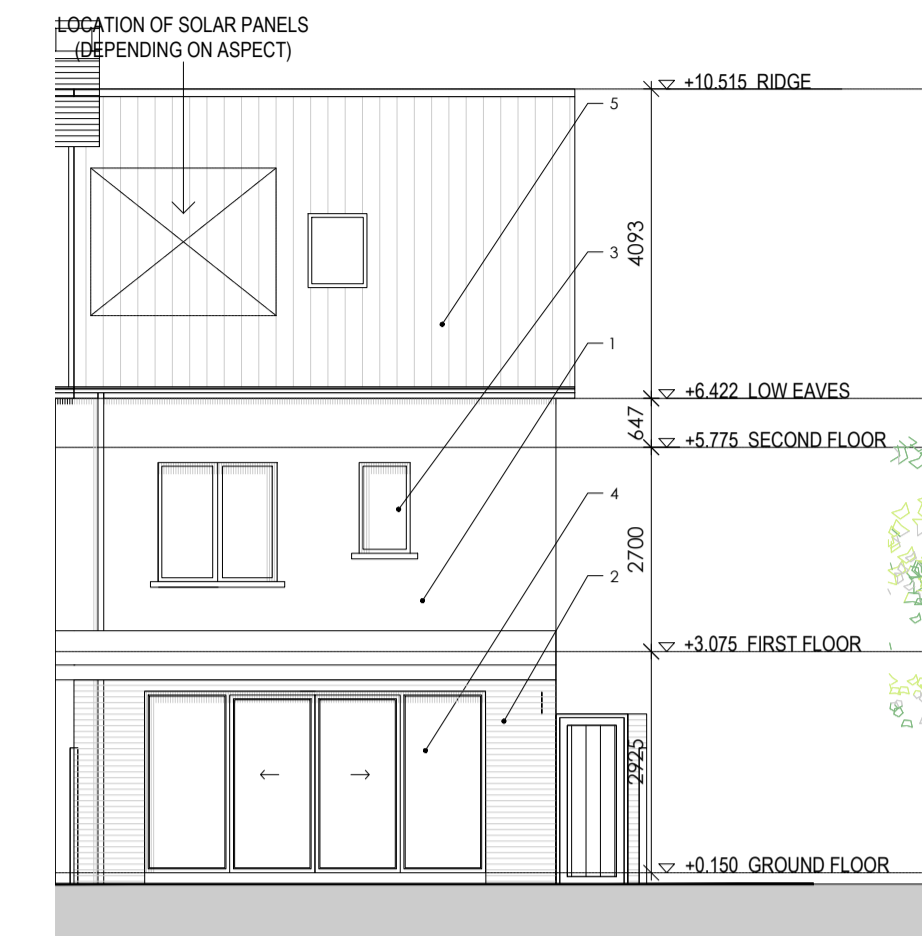 LOCATION OF SOLAR PANELS
(DEPENDING ON ASPECT)
+10.515 RIDGE
5
4093
3
1
+6.422 LOW EAVES
647
+5.775 SECOND FLOOR
4
2700
2
+3.075 FIRST FLOOR
2925
+0.150 GROUND FLOOR